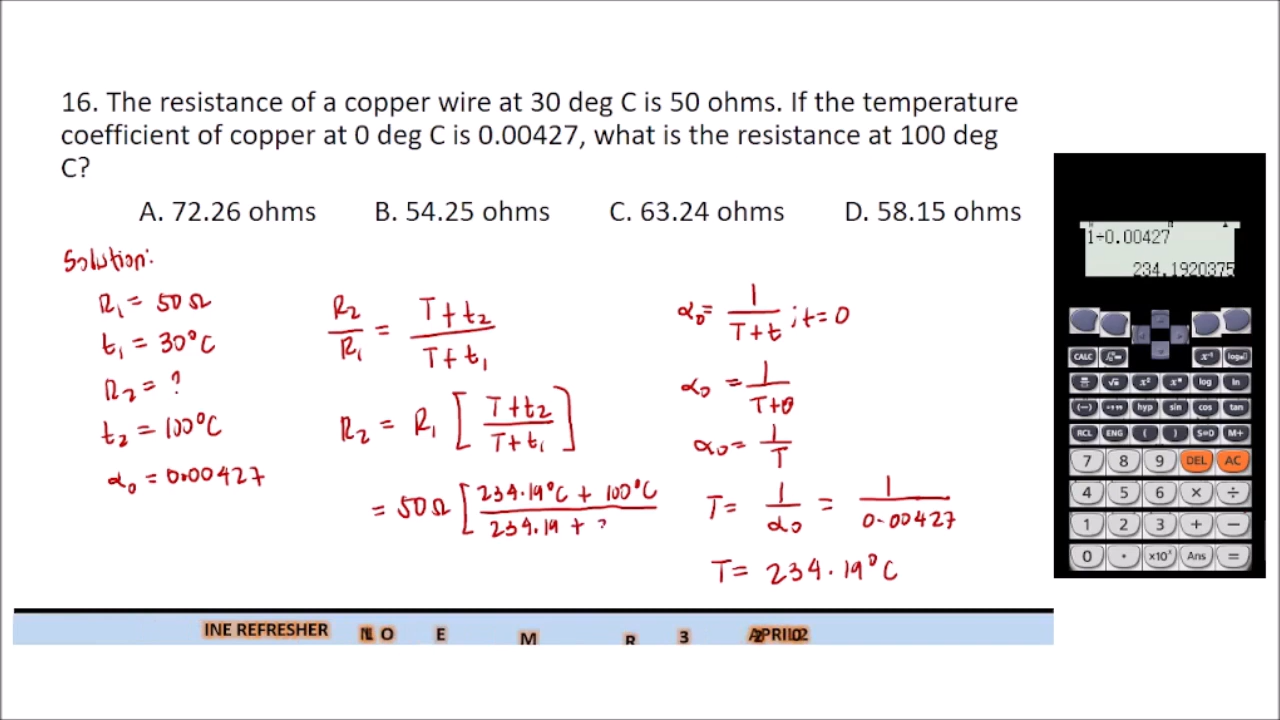 16. The resistance of a copper wire at 30 deg C is 50 ohms. If the temperature
coefficient of copper at 0 deg C is 0.00427, what is the resistance at 100 deg
C?
A. 72.26 ohms B. 54.25 ohms C. 63.24 ohms D. 58.15 ohms
Solution:
R₁ = 50Ω
t₁ = 30°C
R₂ = ?
t₂ = 100°C
α₀ = 0.00427
R₂/R₁ = T + t₂ / T + t₁
R₂ = R₁ [T + t₂ / T + t₁]
= 50Ω [234.19°C + 100°C / 234.19 +
α₀ = 1 / T + t ; t = 0
α₀ = 1 / T + 0
α₀ = 1 / T
T = 1 / α₀ = 1 / 0.00427
T = 234.19°C
1÷0.00427
234.1920375
CALC x⁻¹
√ x² log ln
(−) hyp sin cos tan
RCL ENG ( ) S⇔D M+
7 8 9 DEL AC
4 5 6 × ÷
1 2 3 + −
0 . ×10ˣ Ans =
INE REFRESHER O E M R 3